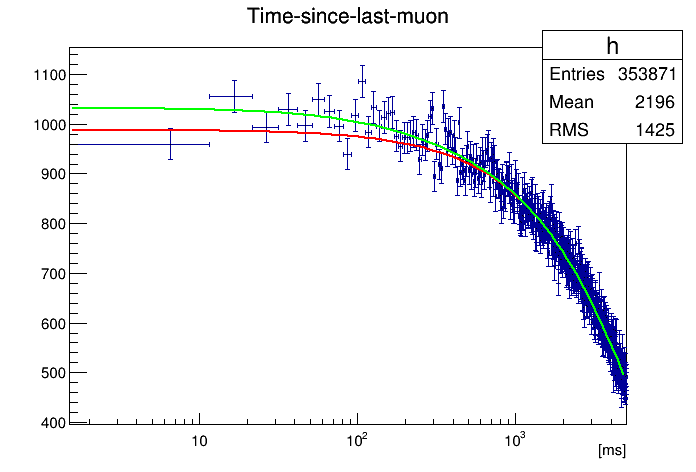 Time-since-last-muon
h
Entries 353871
Mean 2196
RMS 1425
1100
1000
900
800
700
600
500
400
10
10²
10³
[ms]